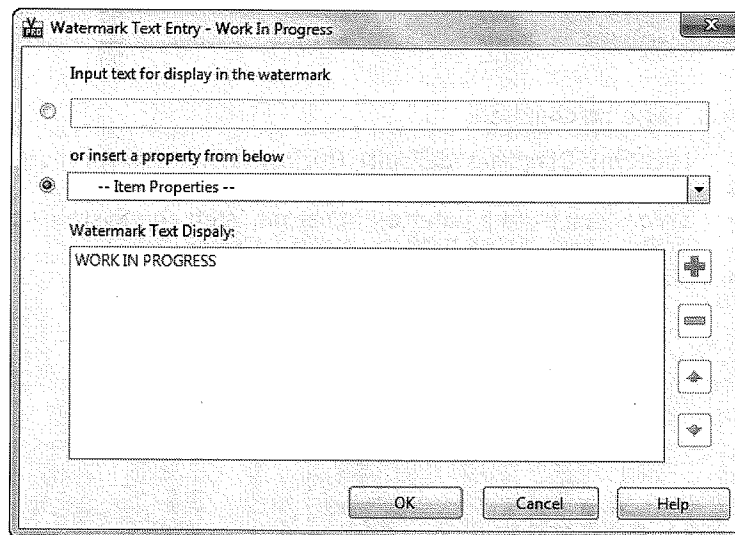 V
PRO
Watermark Text Entry - Work In Progress
X
Input text for display in the watermark
or insert a property from below
-- Item Properties --
Watermark Text Dispaly:
WORK IN PROGRESS
OK
Cancel
Help